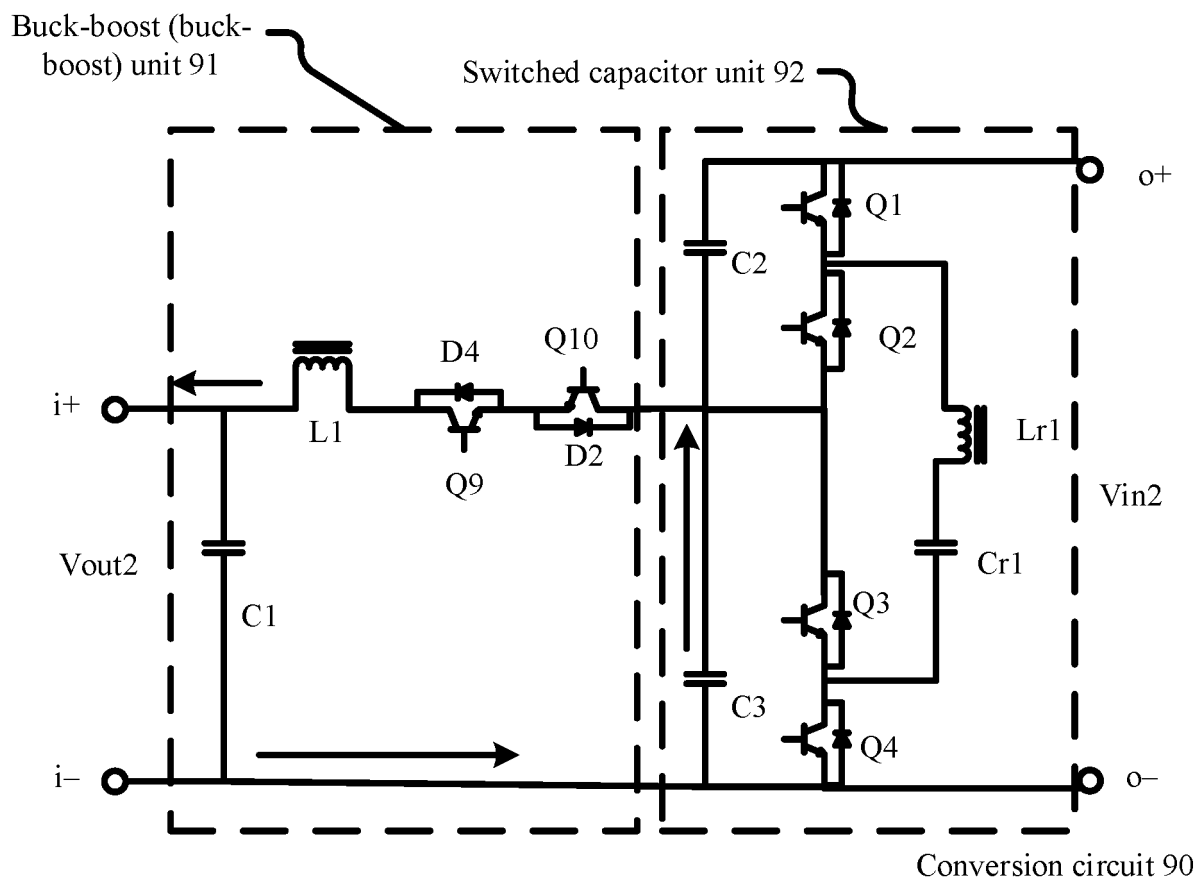 Buck-boost (buck-
boost) unit 91
Switched capacitor unit 92
o+
Q1
C2
Q2
Q10
D4
i+
L1
D2
Q9
Lr1
Vin2
Vout2
Cr1
C1
Q3
C3
Q4
i–
o–
Conversion circuit 90